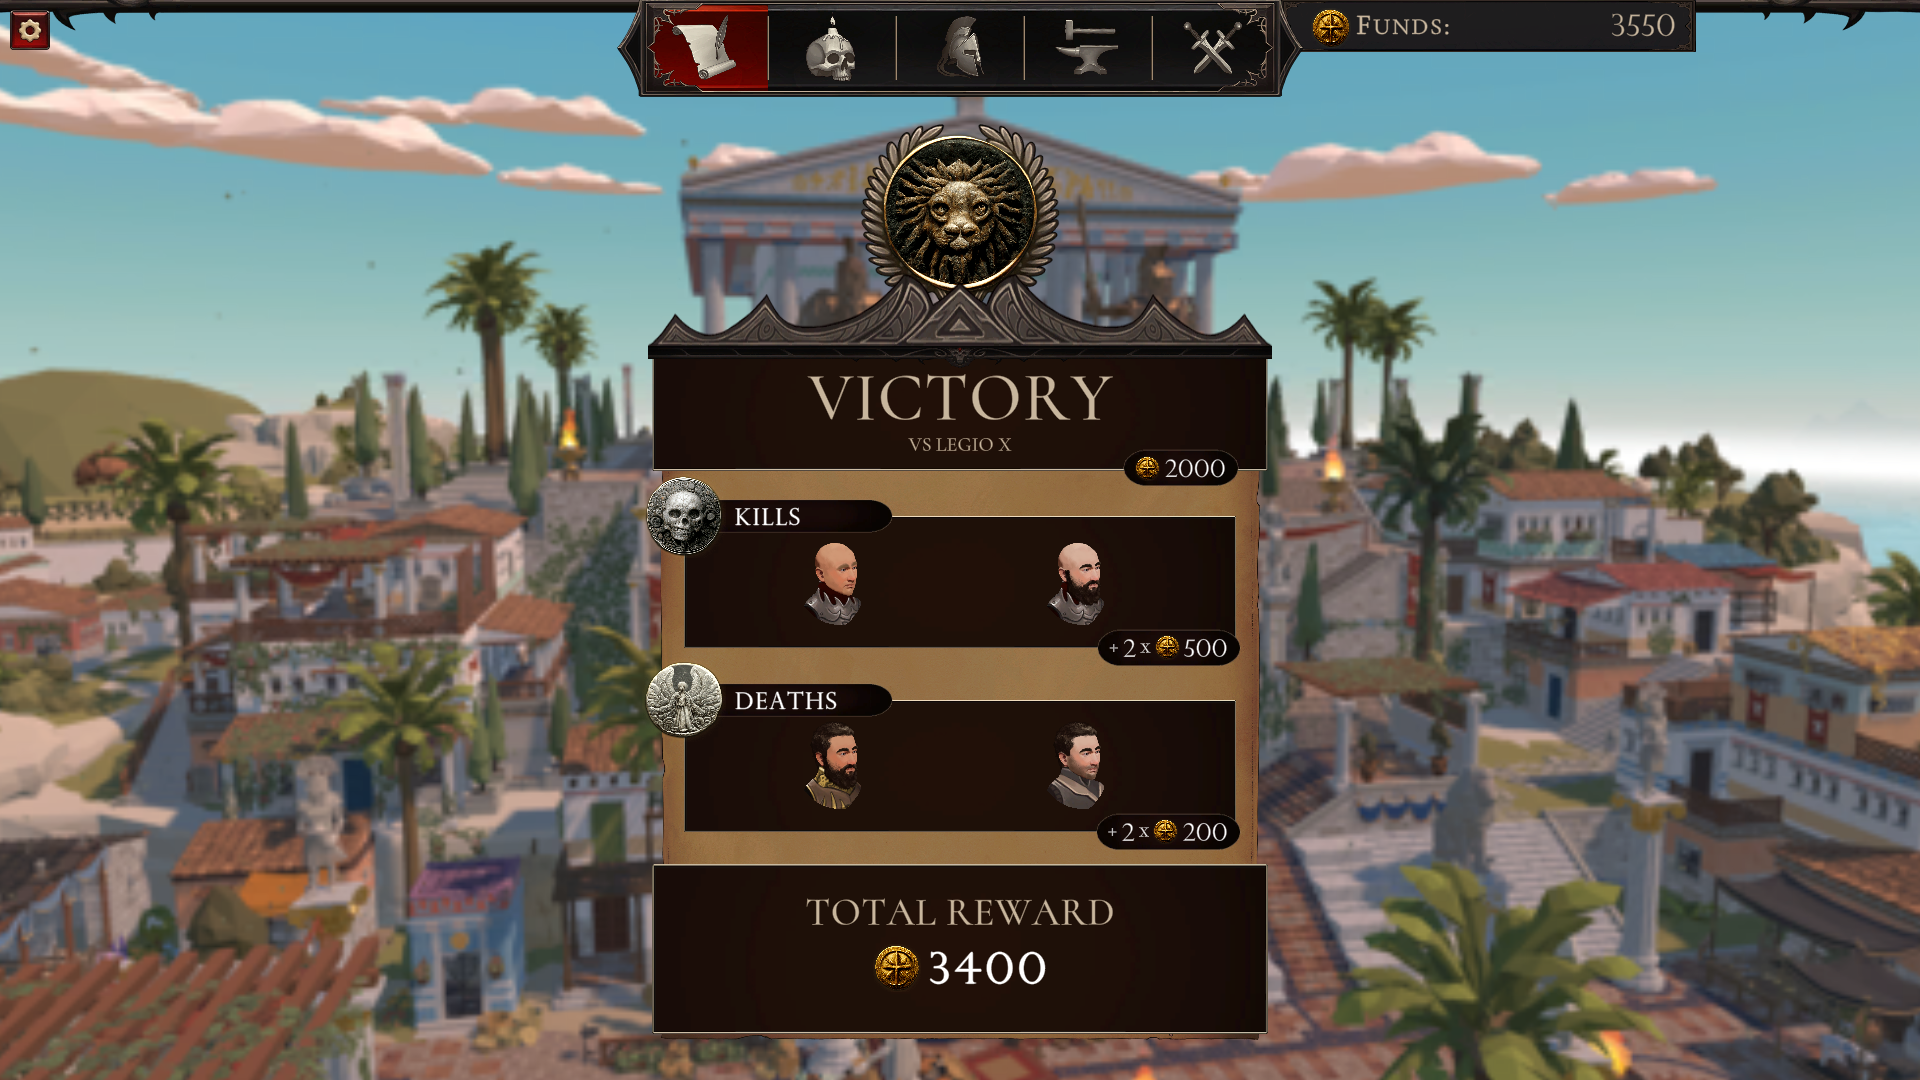 FUNDS: 3550
VICTORY
VS LEGIO X
2000
KILLS
+ 2 x 500
DEATHS
+ 2 x 200
TOTAL REWARD
3400